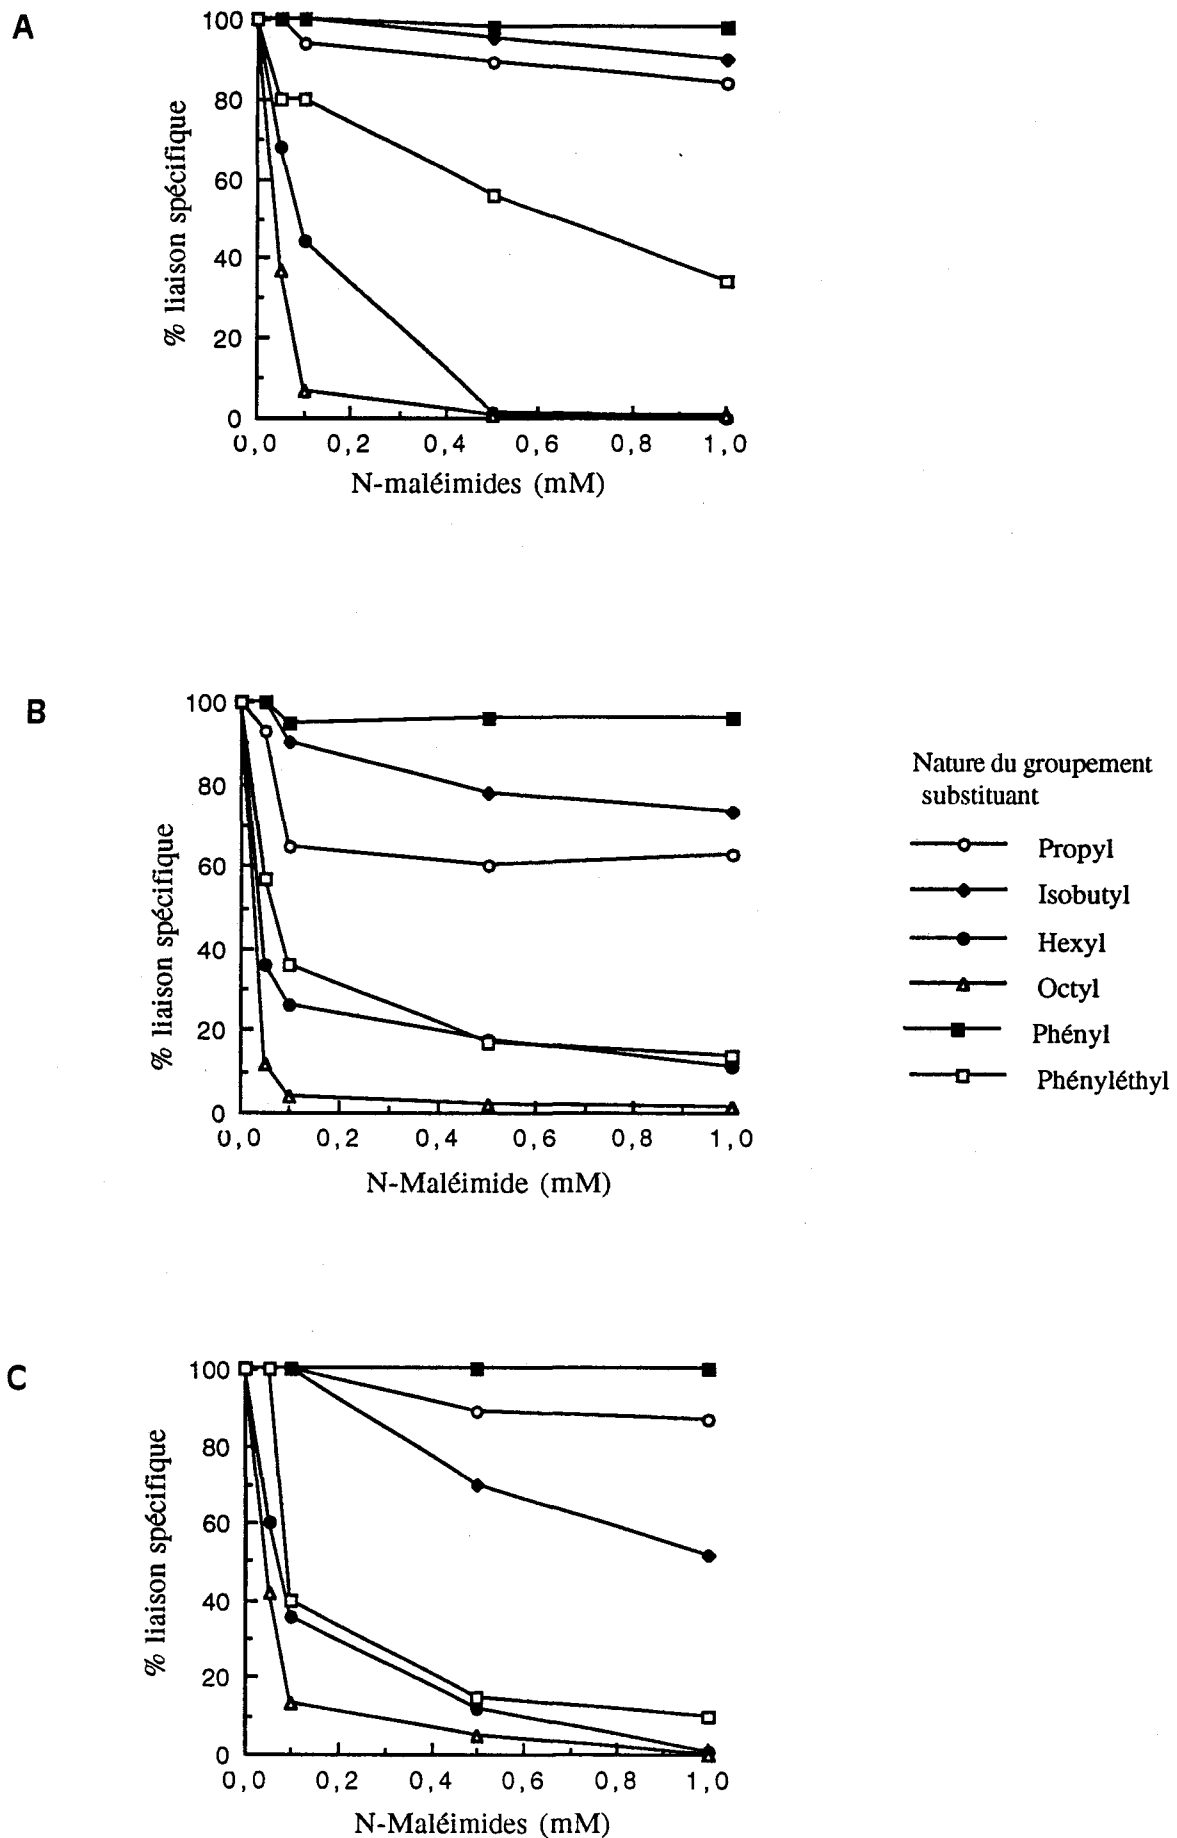 A
100
80
60
40
20
0
% liaison spécifique
0,0 0,2 0,4 0,6 0,8 1,0
N-maléimides (mM)
B
100
80
60
40
20
0
% liaison spécifique
0,0 0,2 0,4 0,6 0,8 1,0
N-Maléimide (mM)
Nature du groupement
substituant
Propyl
Isobutyl
Hexyl
Octyl
Phényl
Phényléthyl
C
100
80
60
40
20
0
% liaison spécifique
0,0 0,2 0,4 0,6 0,8 1,0
N-Maléimides (mM)